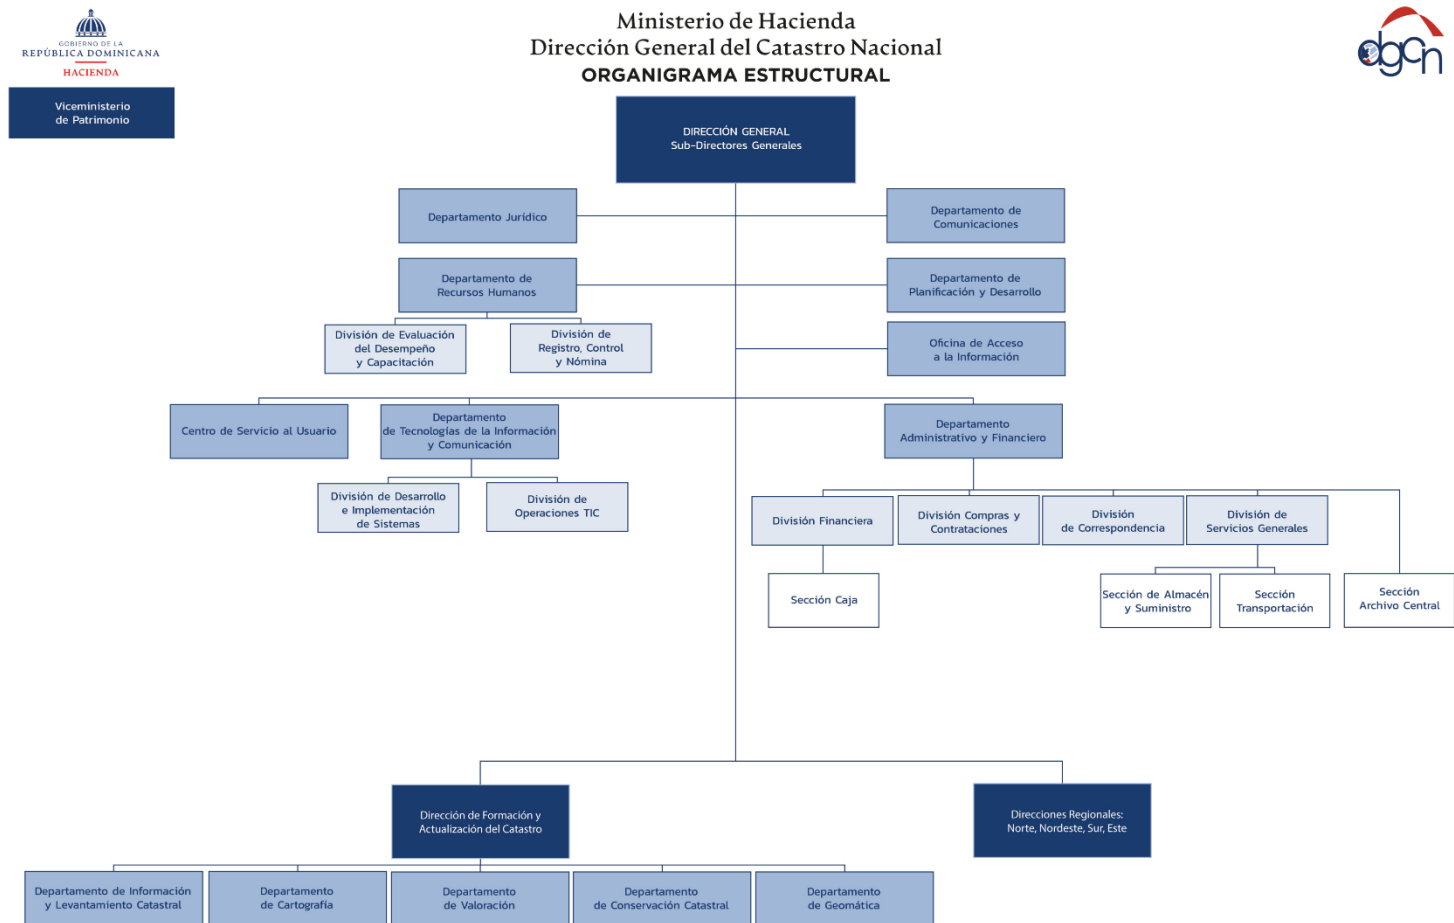 GOBIERNO DE LA
REPÚBLICA DOMINICANA
HACIENDA
Ministerio de Hacienda
Dirección General del Catastro Nacional
ORGANIGRAMA ESTRUCTURAL
dgcn
Viceministerio
de Patrimonio
DIRECCIÓN GENERAL
Sub-Directores Generales
Departamento Jurídico
Departamento de
Comunicaciones
Departamento de
Recursos Humanos
Departamento de
Planificación y Desarrollo
División de Evaluación
del Desempeño
y Capacitación
División de
Registro, Control
y Nómina
Oficina de Acceso
a la Información
Centro de Servicio al Usuario
Departamento
de Tecnologías de la Información
y Comunicación
Departamento
Administrativo y Financiero
División de Desarrollo
e Implementación
de Sistemas
División de
Operaciones TIC
División Financiera
División Compras y
Contrataciones
División
de Correspondencia
División de
Servicios Generales
Sección Caja
Sección de Almacén
y Suministro
Sección
Transportación
Sección
Archivo Central
Dirección de Formación y
Actualización del Catastro
Direcciones Regionales:
Norte, Nordeste, Sur, Este
Departamento de Información
y Levantamiento Catastral
Departamento
de Cartografía
Departamento
de Valoración
Departamento
de Conservación Catastral
Departamento
de Geomática